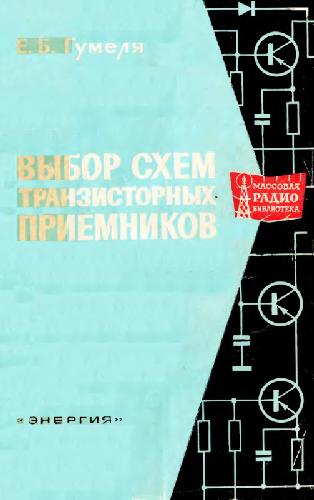 Е. Б. Гумеля
ВЫБОР СХЕМ
ТРАНЗИСТОРНЫХ
ПРИЕМНИКОВ
МАССОВАЯ
РАДИО
БИБЛИОТЕКА
«ЭНЕРГИЯ»